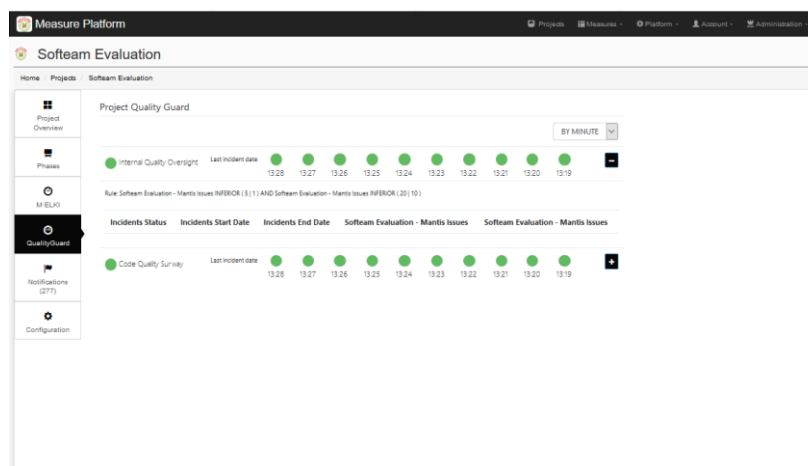 Measure Platform
Projects Measures Platform Account Administration
Softeam Evaluation
Home / Projects / Softeam Evaluation
Project Overview
Phases
M-ELKI
QualityGuard
Notifications (277)
Configuration
Project Quality Guard
BY MINUTE
Internal Quality Oversight Last incident date 13:28 13:27 13:26 13:25 13:24 13:23 13:22 13:21 13:20 13:19
Rule: Softeam Evaluation - Mantis Issues INFERIOR ( 5 | 1 ) AND Softeam Evaluation - Mantis Issues INFERIOR ( 20 | 10 )
Incidents Status Incidents Start Date Incidents End Date Softeam Evaluation - Mantis Issues Softeam Evaluation - Mantis Issues
Code Quality Surway Last incident date 13:28 13:27 13:26 13:25 13:24 13:23 13:22 13:21 13:20 13:19